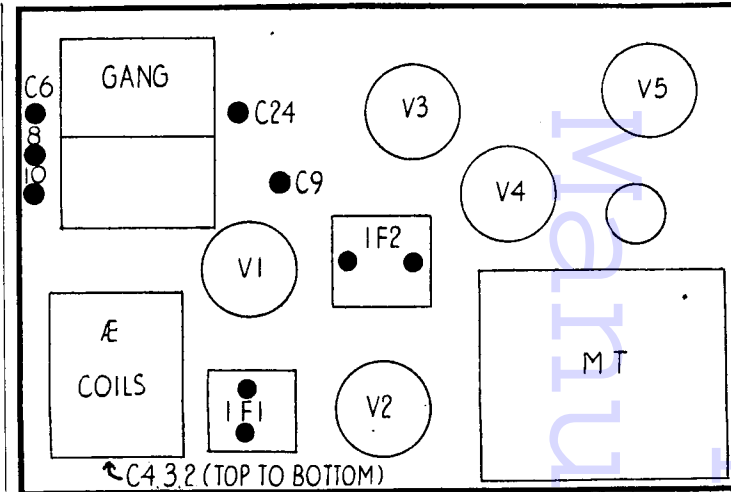 GANG
C6
8
10
C24
C9
V3
V5
V4
IF2
V1
Æ
COILS
IF1
V2
MT
C4,3,2 (TOP TO BOTTOM)
Manu